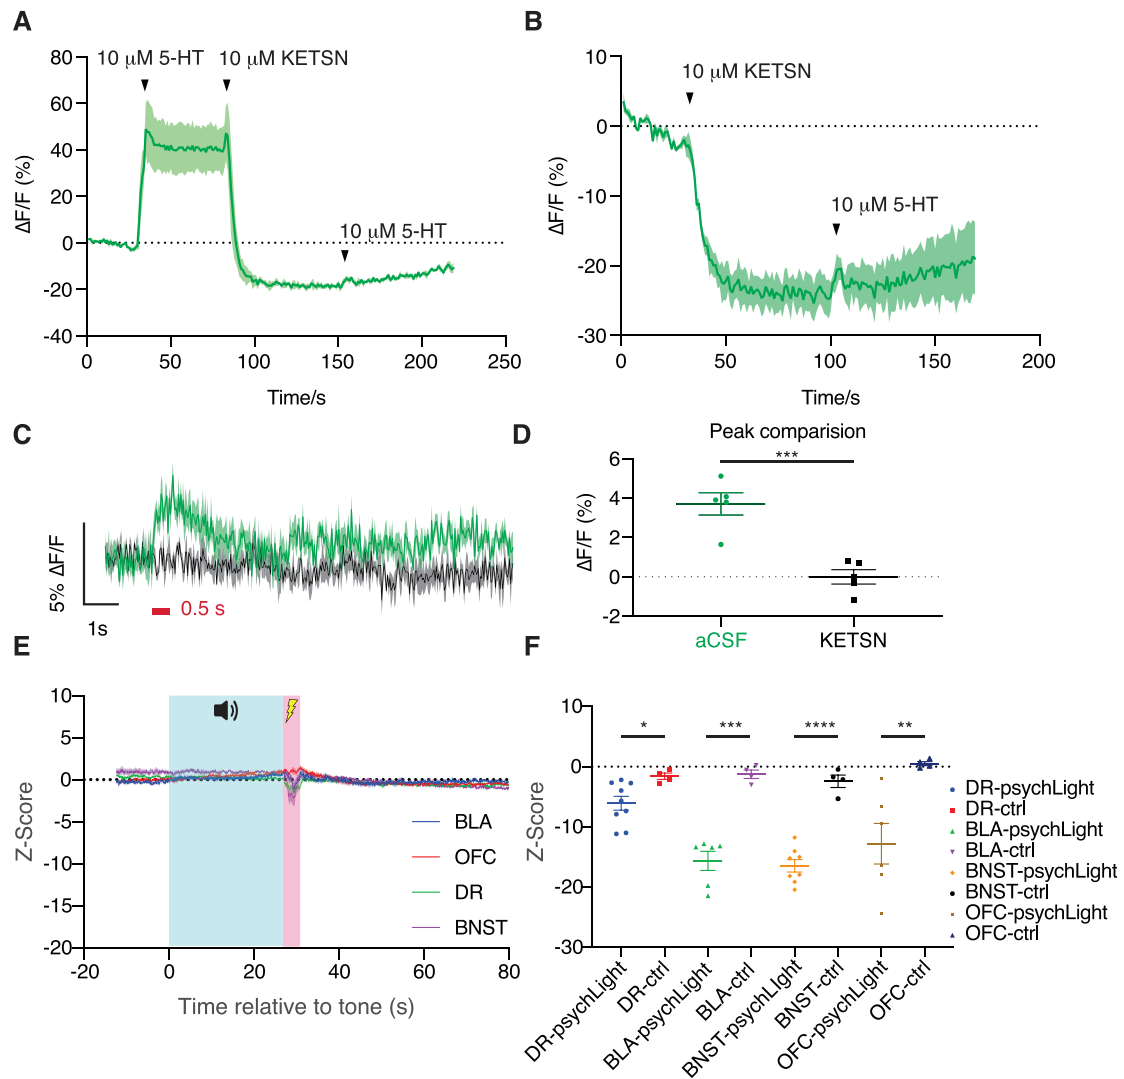 A
10 μM 5-HT
10 μM KETSN
10 μM 5-HT
80
60
40
20
0
-20
-40
ΔF/F (%)
0
50
100
150
200
250
Time/s
B
10 μM KETSN
10 μM 5-HT
10
0
-10
-20
-30
ΔF/F (%)
0
50
100
150
200
Time/s
C
5% ΔF/F
1s
0.5 s
D
Peak comparision
***
6
4
2
0
-2
ΔF/F (%)
aCSF
KETSN
E
10
5
0
-5
-10
-15
-20
Z-Score
BLA
OFC
DR
BNST
-20
0
20
40
60
80
Time relative to tone (s)
F
10
0
-10
-20
-30
Z-Score
*
***
****
**
DR-psychLight
DR-ctrl
BLA-psychLight
BLA-ctrl
BNST-psychLight
BNST-ctrl
OFC-psychLight
OFC-ctrl
DR-psychLight
DR-ctrl
BLA-psychLight
BLA-ctrl
BNST-psychLIght
BNST-ctrl
OFC-psychLight
OFC-ctrl